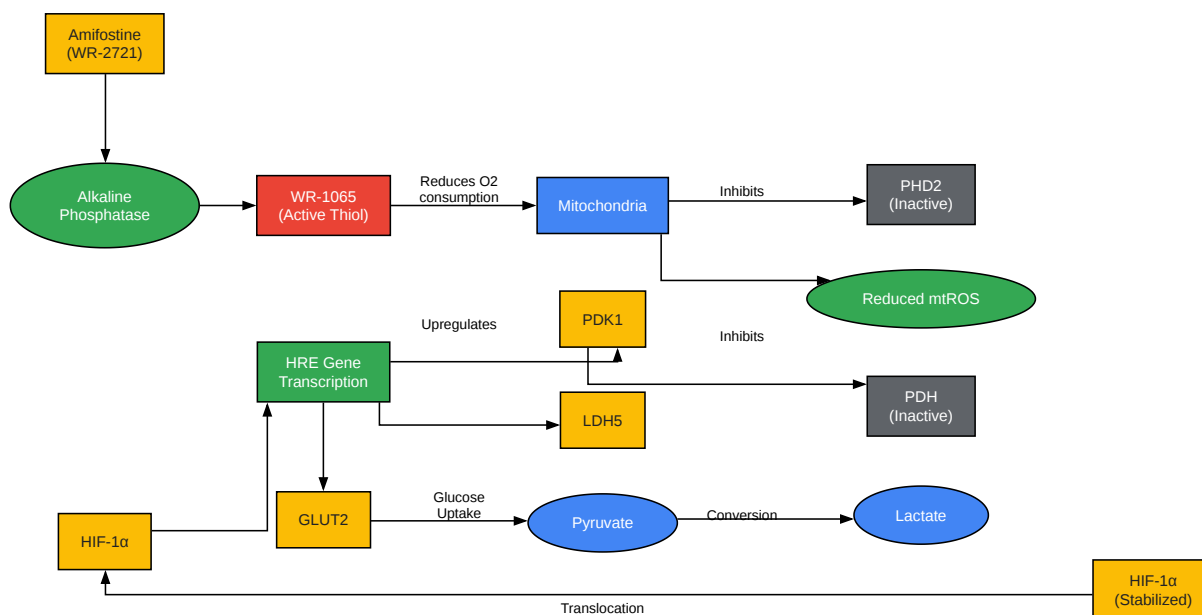 Amifostine
(WR-2721)
Alkaline
Phosphatase
WR-1065
(Active Thiol)
Reduces O2
consumption
Mitochondria
Inhibits
PHD2
(Inactive)
Reduced mtROS
HRE Gene
Transcription
Upregulates
PDK1
Inhibits
PDH
(Inactive)
LDH5
HIF-1α
GLUT2
Glucose
Uptake
Pyruvate
Conversion
Lactate
Translocation
HIF-1α
(Stabilized)